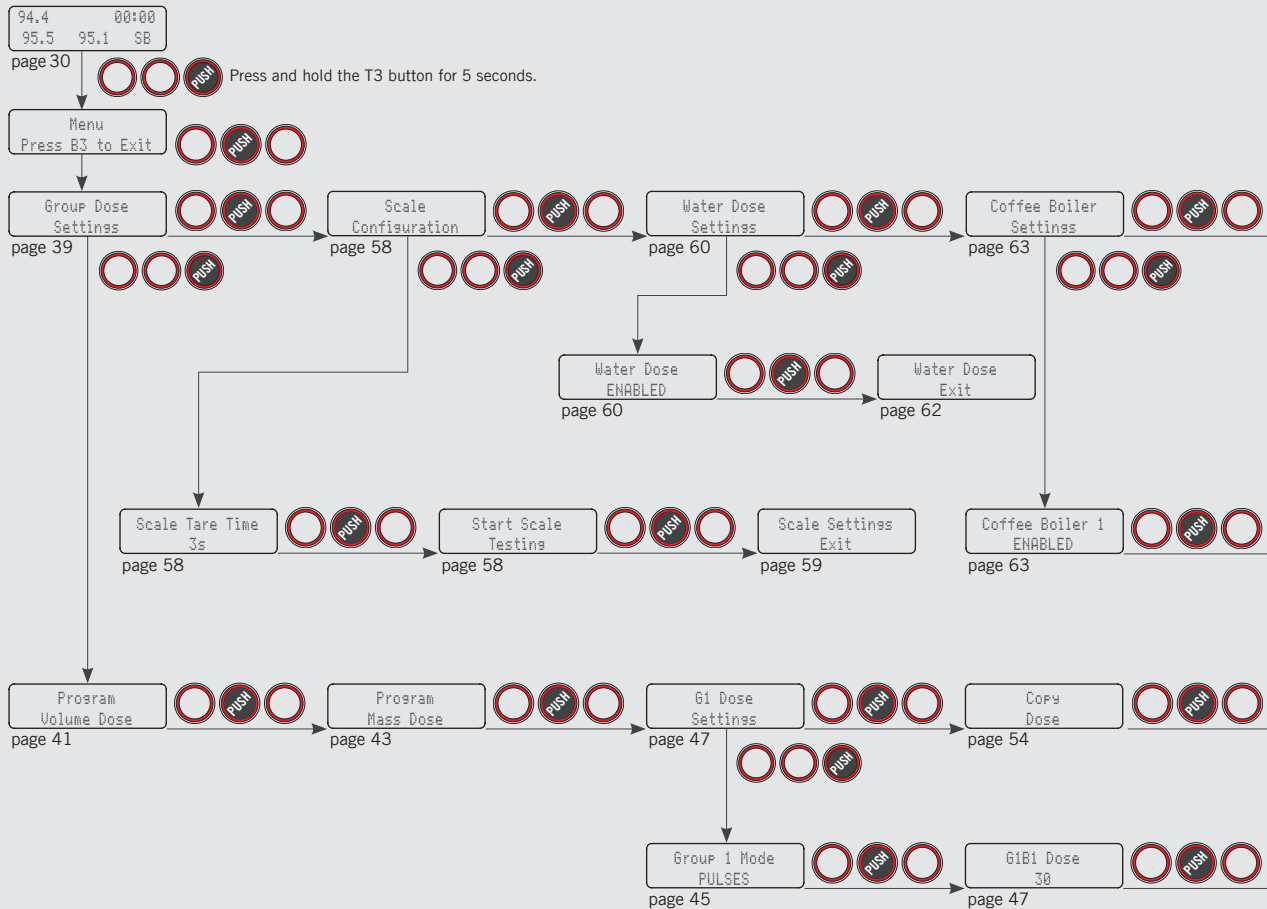 94.4 00:00
95.5 95.1 SB
page 30
PUSH
Press and hold the T3 button for 5 seconds.
Menu
Press B3 to Exit
PUSH
Group Dose
Settings
page 39
PUSH
Scale
Configuration
page 58
PUSH
Water Dose
Settings
page 60
PUSH
Coffee Boiler
Settings
page 63
PUSH
PUSH
PUSH
PUSH
PUSH
Water Dose
ENABLED
page 60
PUSH
Water Dose
Exit
page 62
Scale Tare Time
3s
page 58
PUSH
Start Scale
Testing
page 58
PUSH
Scale Settings
Exit
page 59
Coffee Boiler 1
ENABLED
page 63
PUSH
Program
Volume Dose
page 41
PUSH
Program
Mass Dose
page 43
PUSH
G1 Dose
Settings
page 47
PUSH
Copy
Dose
page 54
PUSH
PUSH
Group 1 Mode
PULSES
page 45
PUSH
G1B1 Dose
30
page 47
PUSH